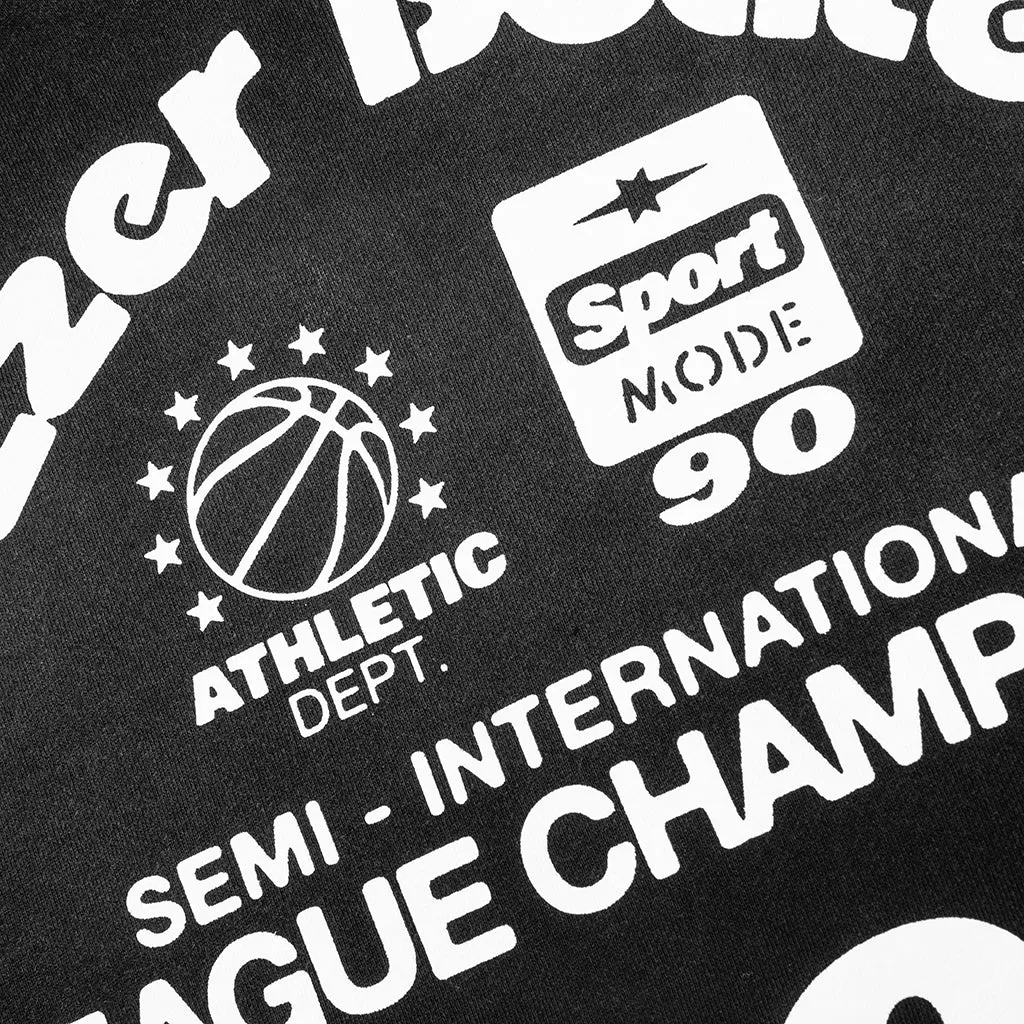 Sport
MODE
90
ATHLETIC
DEPT.
SEMI - INTERNATIONA
AGUE CHAMP